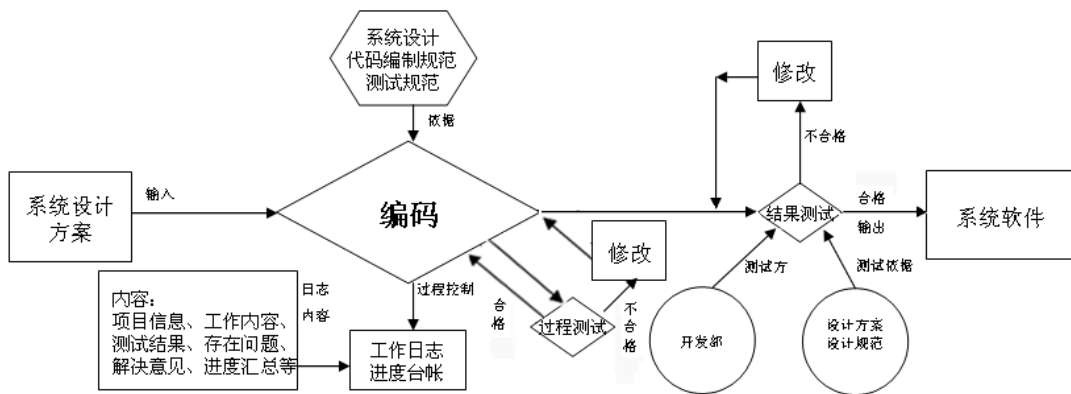 系统设计
代码编制规范
测试规范
依据
修改
不合格
系统设计
方案
输入
编码
结果测试
合格
输出
系统软件
修改
测试方
测试依据
内容：
项目信息、工作内容、
测试结果、存在问题、
解决意见、进度汇总等
日志
内容
过程控制
工作日志
进度台帐
合格
过程测试
不合格
开发部
设计方案
设计规范